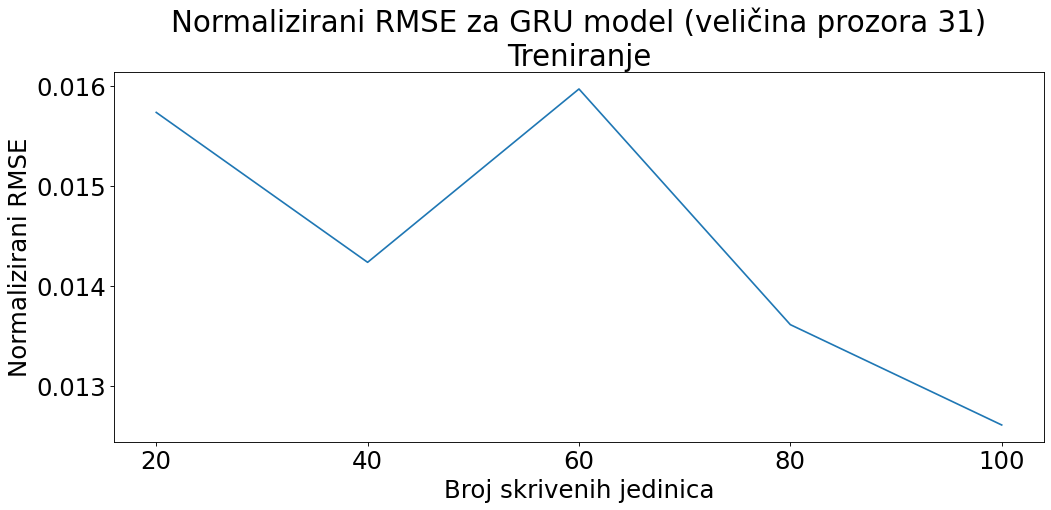 Normalizirani RMSE za GRU model (veličina prozora 31)
Treniranje
Normalizirani RMSE
0.016
0.015
0.014
0.013
20 40 60 80 100
Broj skrivenih jedinica